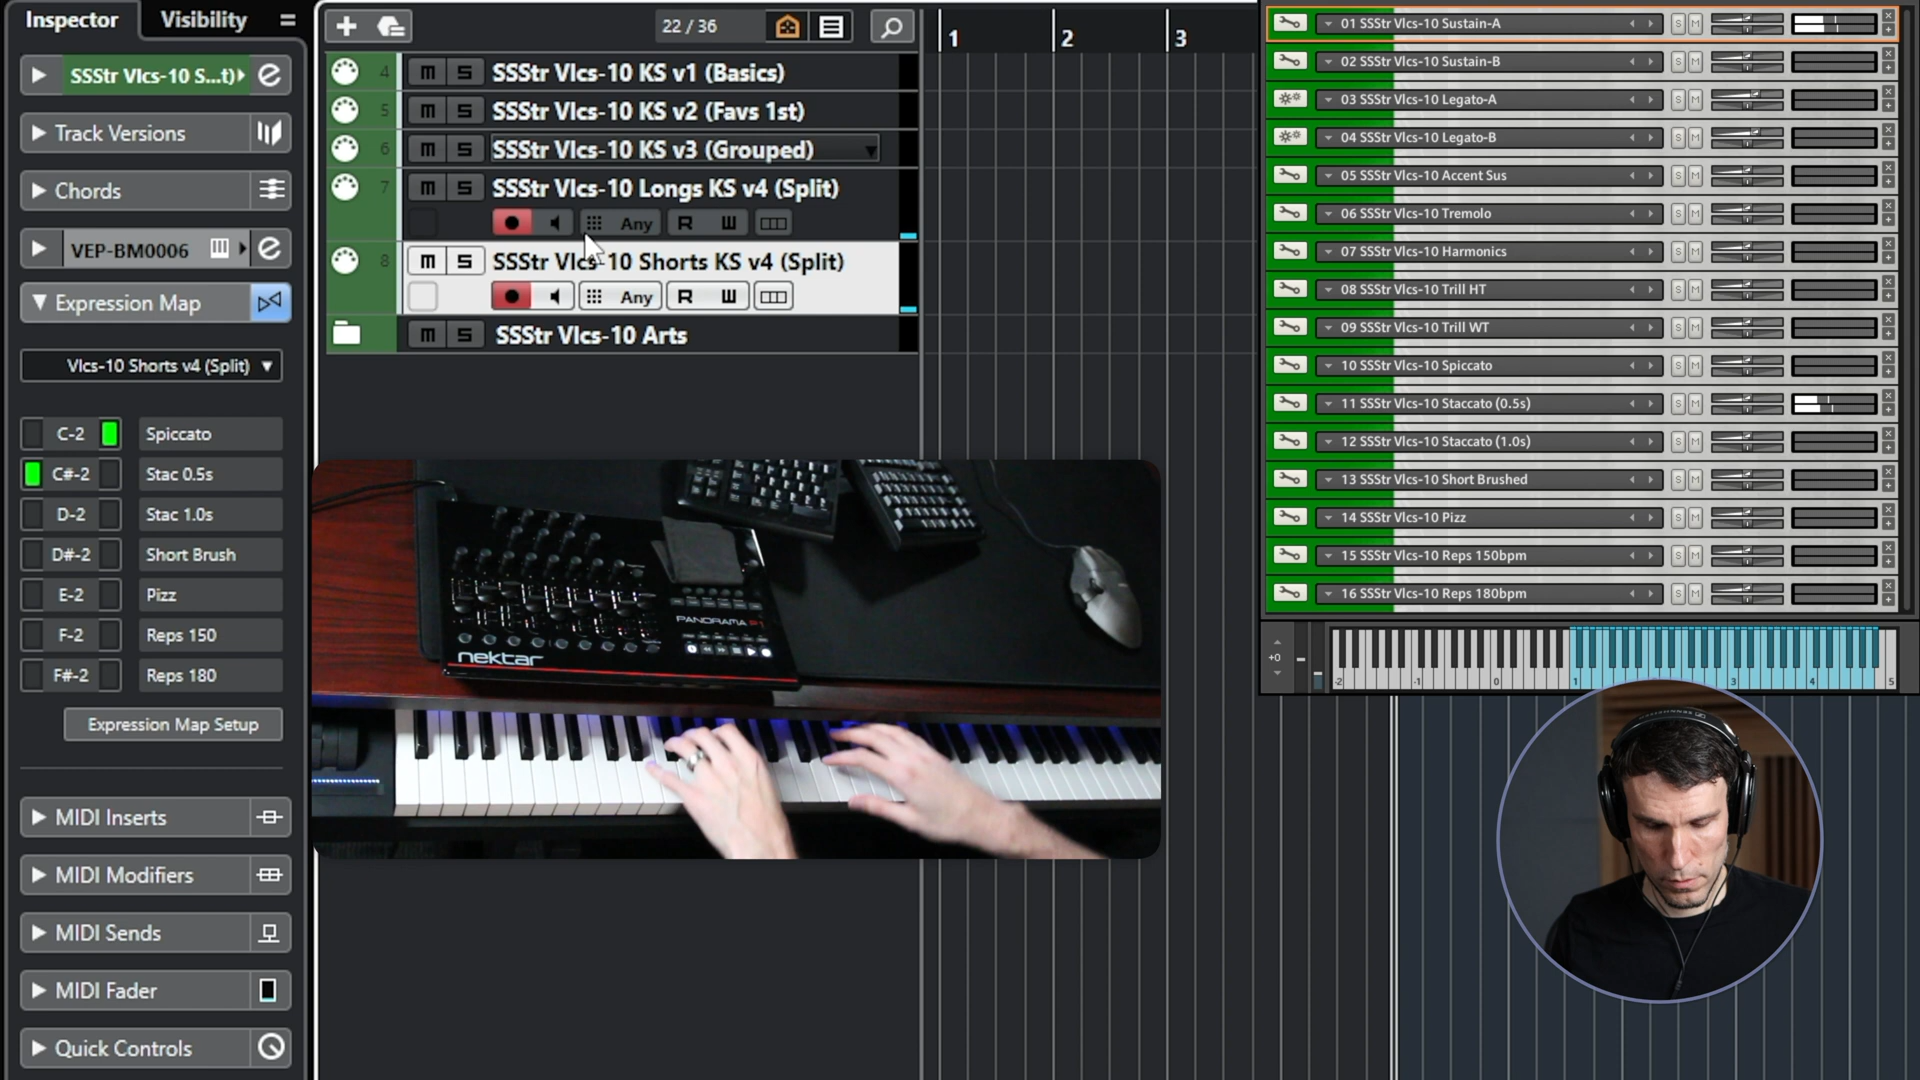 Inspector
Visibility
SSStr Vlcs-10 S...t)
Track Versions
Chords
VEP-BM0006
Expression Map
Vlcs-10 Shorts v4 (Split)
C-2 Spiccato
C#-2 Stac 0.5s
D-2 Stac 1.0s
D#-2 Short Brush
E-2 Pizz
F-2 Reps 150
F#-2 Reps 180
Expression Map Setup
MIDI Inserts
MIDI Modifiers
MIDI Sends
MIDI Fader
Quick Controls
22 / 36
4 m S SSStr Vlcs-10 KS v1 (Basics)
5 m S SSStr Vlcs-10 KS v2 (Favs 1st)
6 m S SSStr Vlcs-10 KS v3 (Grouped)
7 m S SSStr Vlcs-10 Longs KS v4 (Split)
Any R W
8 m S SSStr Vlcs-10 Shorts KS v4 (Split)
Any R W
m S SSStr Vlcs-10 Arts
1 2 3
nektar
PANORAMA P1
01 SSStr Vlcs-10 Sustain-A S M
02 SSStr Vlcs-10 Sustain-B S M
03 SSStr Vlcs-10 Legato-A S M
04 SSStr Vlcs-10 Legato-B S M
05 SSStr Vlcs-10 Accent Sus S M
06 SSStr Vlcs-10 Tremolo S M
07 SSStr Vlcs-10 Harmonics S M
08 SSStr Vlcs-10 Trill HT S M
09 SSStr Vlcs-10 Trill WT S M
10 SSStr Vlcs-10 Spiccato S M
11 SSStr Vlcs-10 Staccato (0.5s) S M
12 SSStr Vlcs-10 Staccato (1.0s) S M
13 SSStr Vlcs-10 Short Brushed S M
14 SSStr Vlcs-10 Pizz S M
15 SSStr Vlcs-10 Reps 150bpm S M
16 SSStr Vlcs-10 Reps 180bpm S M
+0
-2 -1 0 1 3 4 5